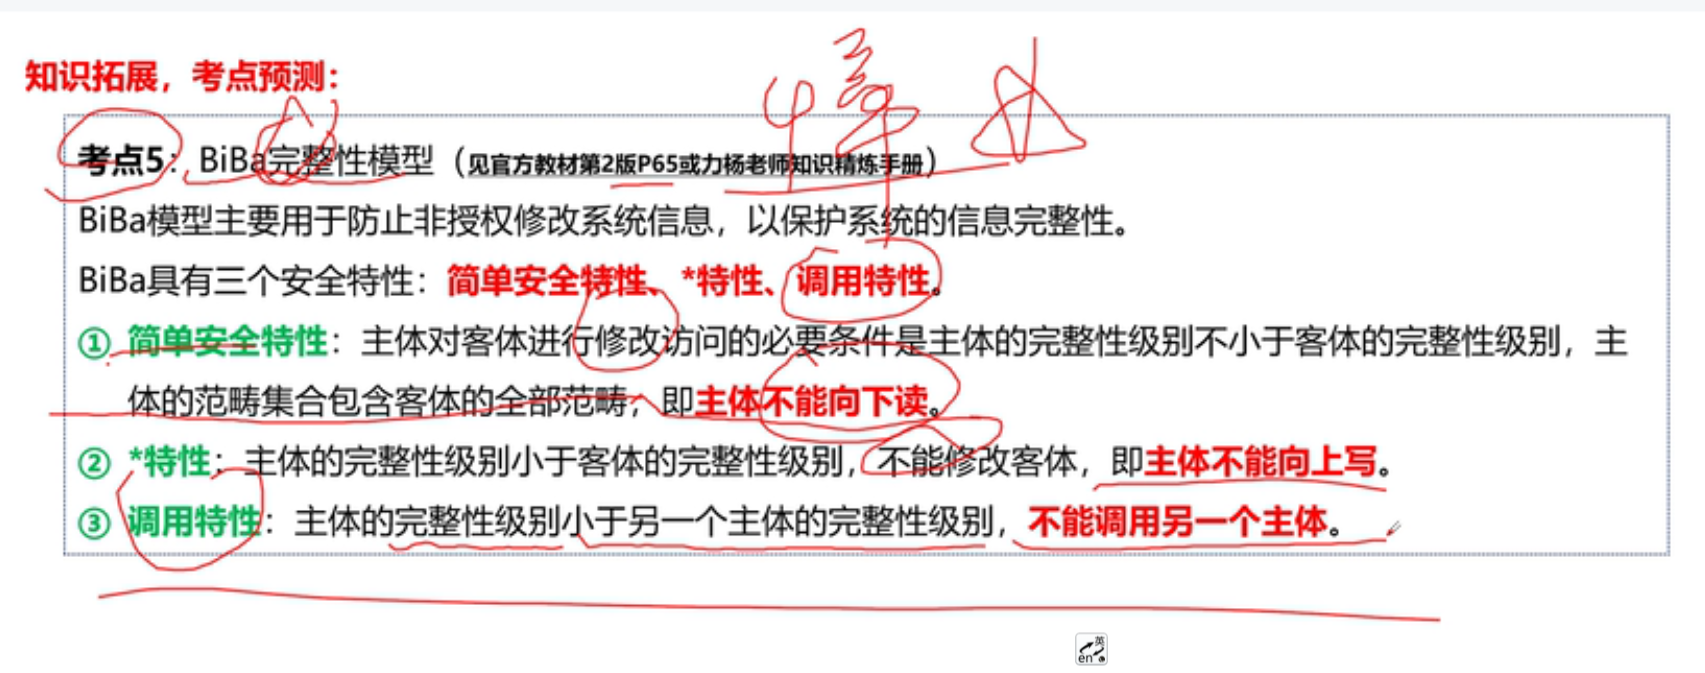 知识拓展，考点预测：
考点5：BiBa完整性模型（见官方教材第2版P65或力杨老师知识精炼手册）
BiBa模型主要用于防止非授权修改系统信息，以保护系统的信息完整性。
BiBa具有三个安全特性：简单安全特性、*特性、调用特性。
① 简单安全特性：主体对客体进行修改访问的必要条件是主体的完整性级别不小于客体的完整性级别，主
体的范畴集合包含客体的全部范畴，即主体不能向下读。
② *特性：主体的完整性级别小于客体的完整性级别，不能修改客体，即主体不能向上写。
③ 调用特性：主体的完整性级别小于另一个主体的完整性级别，不能调用另一个主体。
英
en